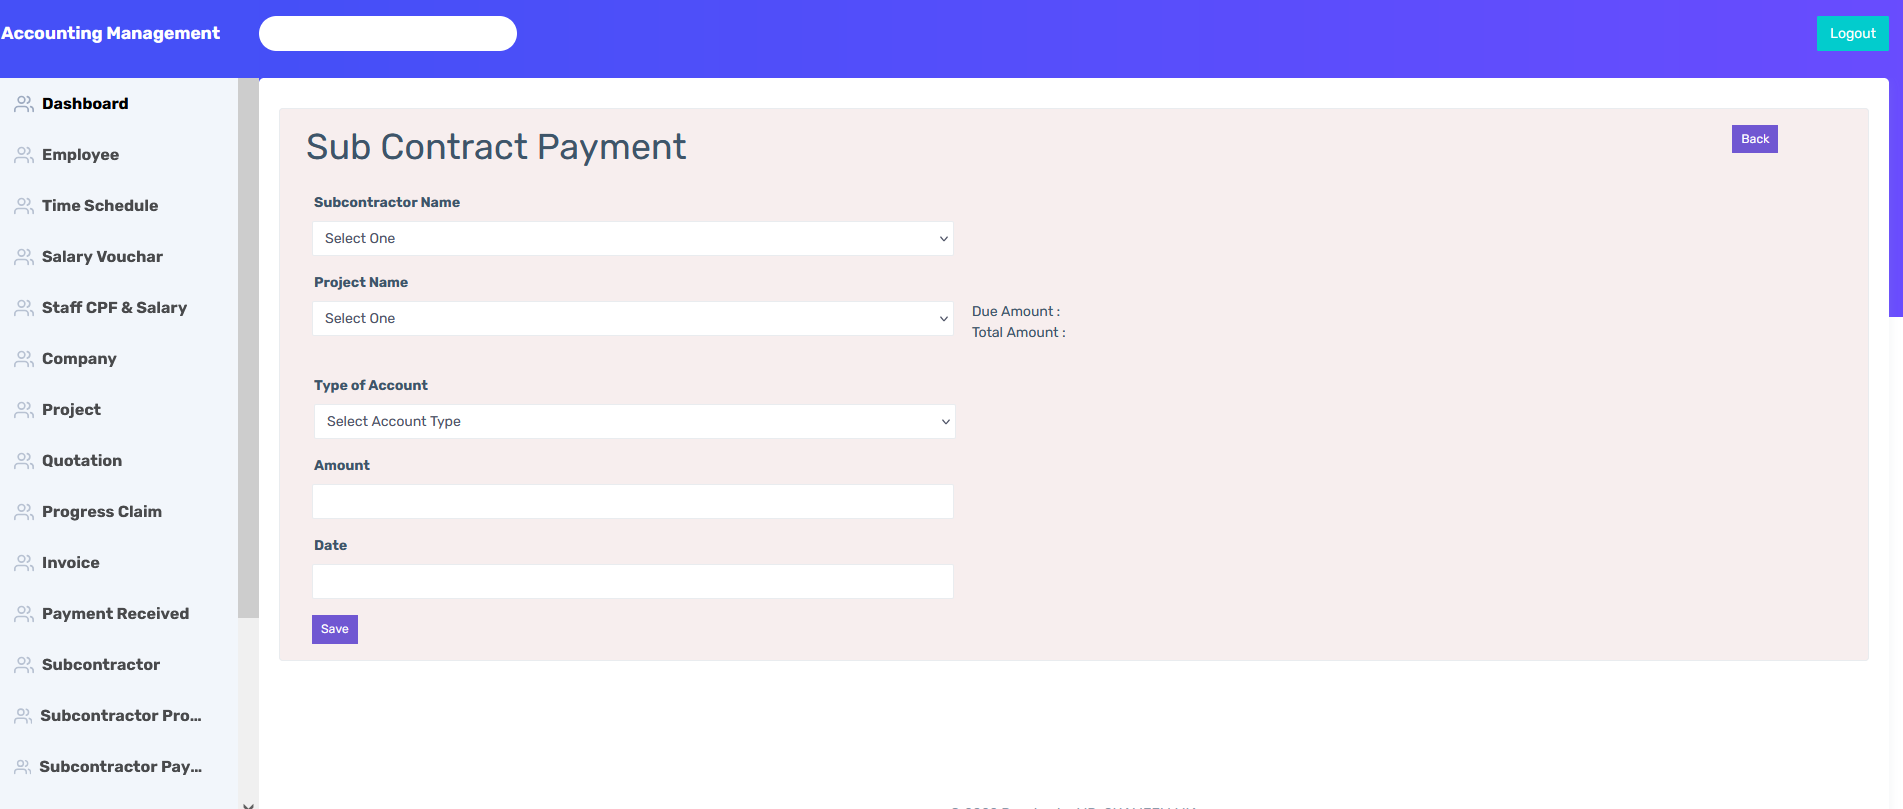 Accounting Management
Logout
Dashboard
Employee
Time Schedule
Salary Vouchar
Staff CPF & Salary
Company
Project
Quotation
Progress Claim
Invoice
Payment Received
Subcontractor
Subcontractor Pro...
Subcontractor Pay...
Sub Contract Payment
Back
Subcontractor Name
Select One
Project Name
Select One
Due Amount :
Total Amount :
Type of Account
Select Account Type
Amount
Date
Save